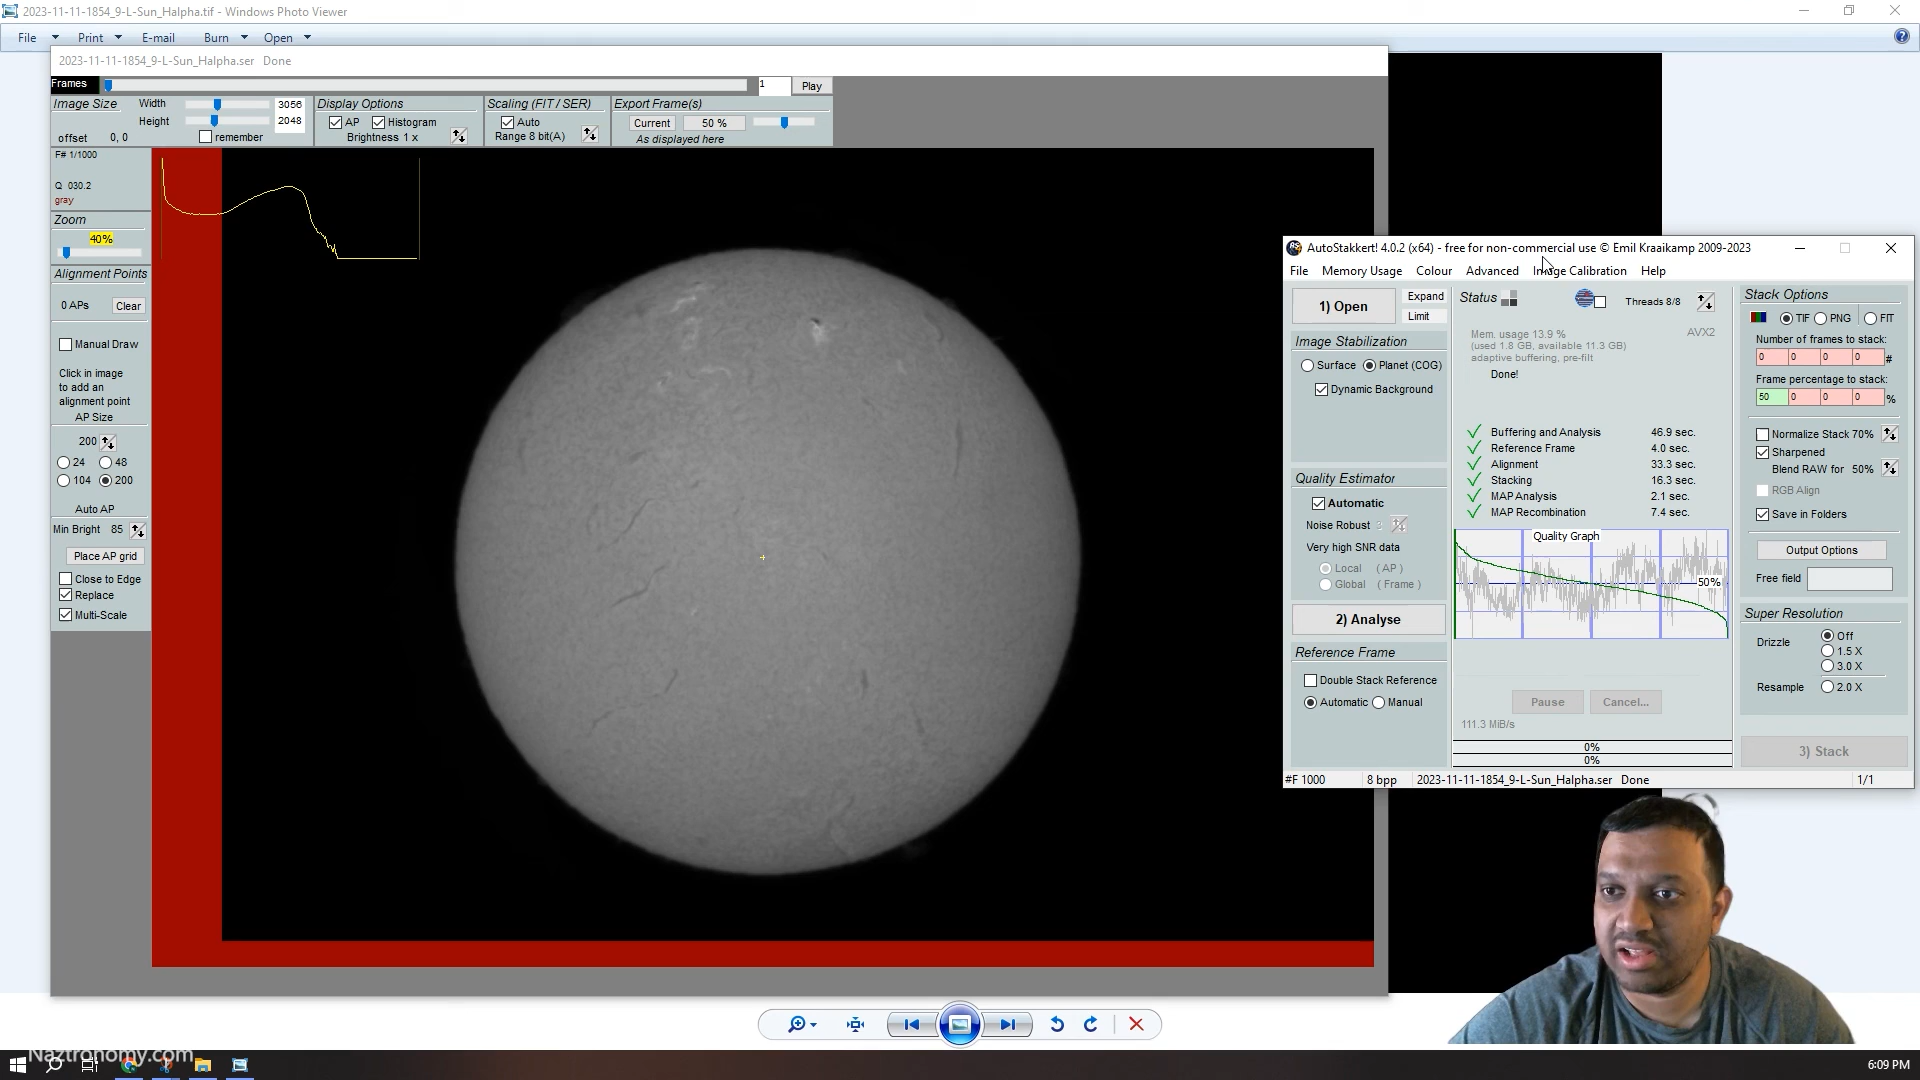 2023-11-11-1854_9-L-Sun_Halpha.tif - Windows Photo Viewer
File Print E-mail Burn Open
2023-11-11-1854_9-L-Sun_Halpha.ser Done
Frames 1 Play
Image Size Width 3056 Display Options Scaling (FIT / SER) Export Frame(s)
Height 2048 AP Histogram Auto Current 50 %
offset 0, 0 remember Brightness 1 x Range 8 bit(A) As displayed here
F# 1/1000
Q 030.2
gray
Zoom
40%
Alignment Points
0 APs Clear
Manual Draw
Click in image
to add an
alignment point
AP Size
200
24 48
104 200
Auto AP
Min Bright 85
Place AP grid
Close to Edge
Replace
Multi-Scale
AutoStakkert! 4.0.2 (x64) - free for non-commercial use © Emil Kraaikamp 2009-2023
File Memory Usage Colour Advanced Image Calibration Help
1) Open Expand
Limit
Image Stabilization
Surface Planet (COG)
Dynamic Background
Quality Estimator
Automatic
Noise Robust 3
Very high SNR data
Local ( AP )
Global ( Frame )
2) Analyse
Reference Frame
Double Stack Reference
Automatic Manual
Status Threads 8/8
AVX2
Mem. usage 13.9 %
(used 1.8 GB, available 11.3 GB)
adaptive buffering, pre-filt
Done!
Buffering and Analysis 46.9 sec.
Reference Frame 4.0 sec.
Alignment 33.3 sec.
Stacking 16.3 sec.
MAP Analysis 2.1 sec.
MAP Recombination 7.4 sec.
Quality Graph
50%
Pause Cancel...
111.3 MiB/s
0%
0%
Stack Options
TIF PNG FIT
Number of frames to stack:
0 0 0 0 #
Frame percentage to stack:
50 0 0 0 %
Normalize Stack 70%
Sharpened
Blend RAW for 50%
RGB Align
Save in Folders
Output Options
Free field
Super Resolution
Drizzle Off
1.5 X
3.0 X
Resample 2.0 X
3) Stack
#F 1000 8 bpp 2023-11-11-1854_9-L-Sun_Halpha.ser Done 1/1
Naztronomy.com
6:09 PM